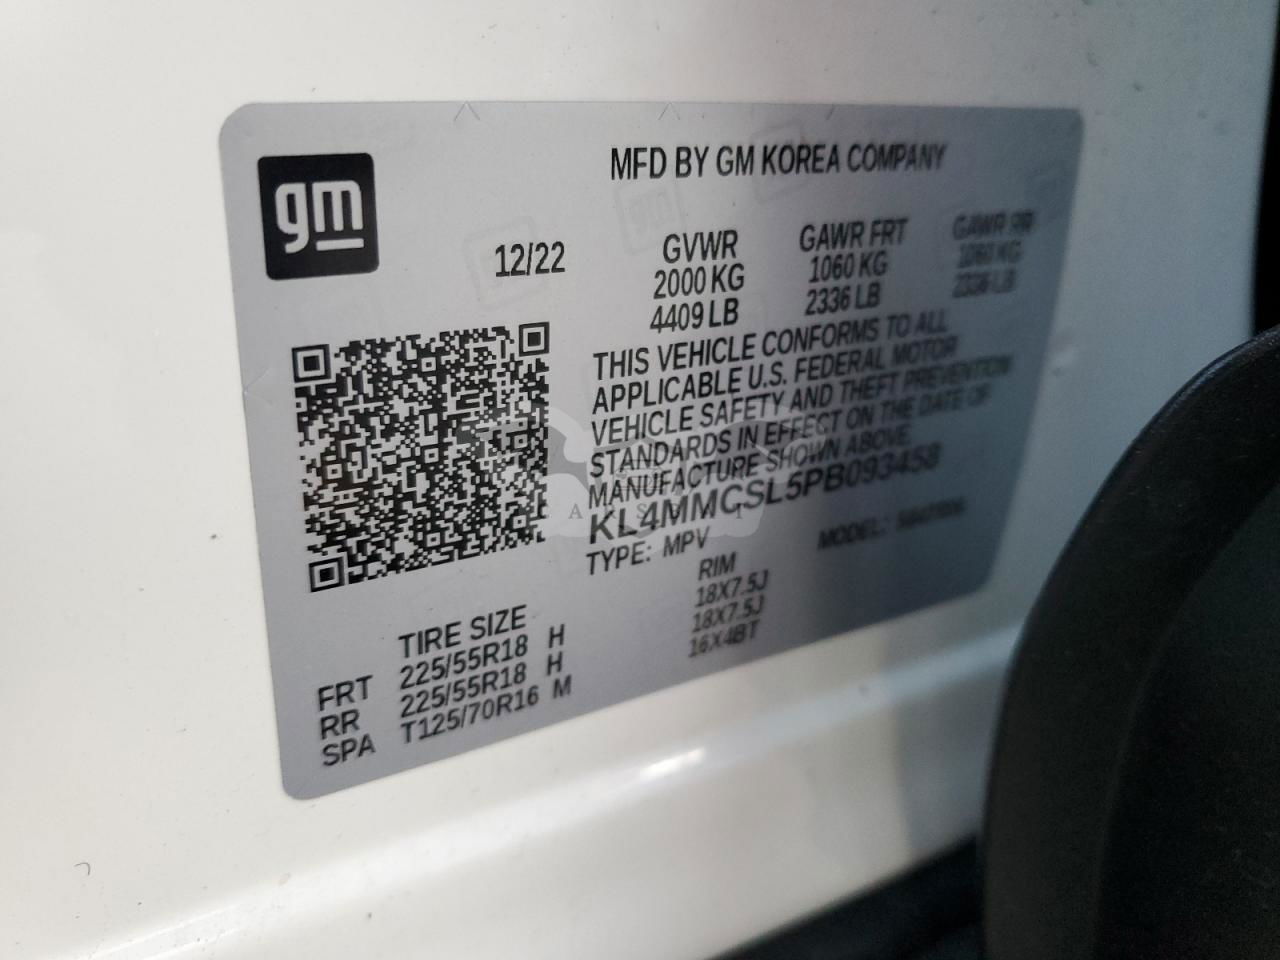 gm
MFD BY GM KOREA COMPANY
12/22
GVWR GAWR FRT GAWR RR
2000 KG 1060 KG 1060 KG
4409 LB 2336 LB 2336 LB
THIS VEHICLE CONFORMS TO ALL
APPLICABLE U.S. FEDERAL MOTOR
VEHICLE SAFETY AND THEFT PREVENTION
STANDARDS IN EFFECT ON THE DATE OF
MANUFACTURE SHOWN ABOVE
KL4MMCSL5PB093458
TYPE: MPV MODEL:
TIRE SIZE RIM
FRT 225/55R18 H 18X7.5J
RR 225/55R18 H 18X7.5J
SPA T125/70R16 M 16X4BT